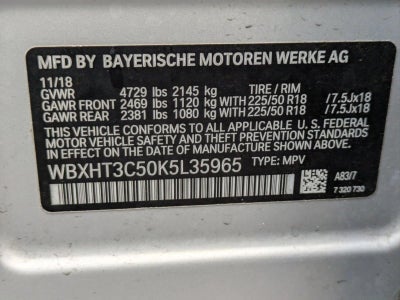 MFD BY BAYERISCHE MOTOREN WERKE AG
11/18
GVWR 4729 lbs 2145 kg TIRE / RIM
GAWR FRONT 2469 lbs 1120 kg WITH 225/50 R18 /7.5Jx18
GAWR REAR 2381 lbs 1080 kg WITH 225/50 R18 /7.5Jx18
THIS VEHICLE CONFORMS TO ALL APPLICABLE U.S. FEDERAL
MOTOR VEHICLE SAFETY BUMPER AND THEFT PREVENTION
STANDARDS IN EFFECT ON THE DATE OF MANUFACTURE SHOWN ABOVE
WBXHT3C50K5L35965 TYPE: MPV
A83/7
7 320 730